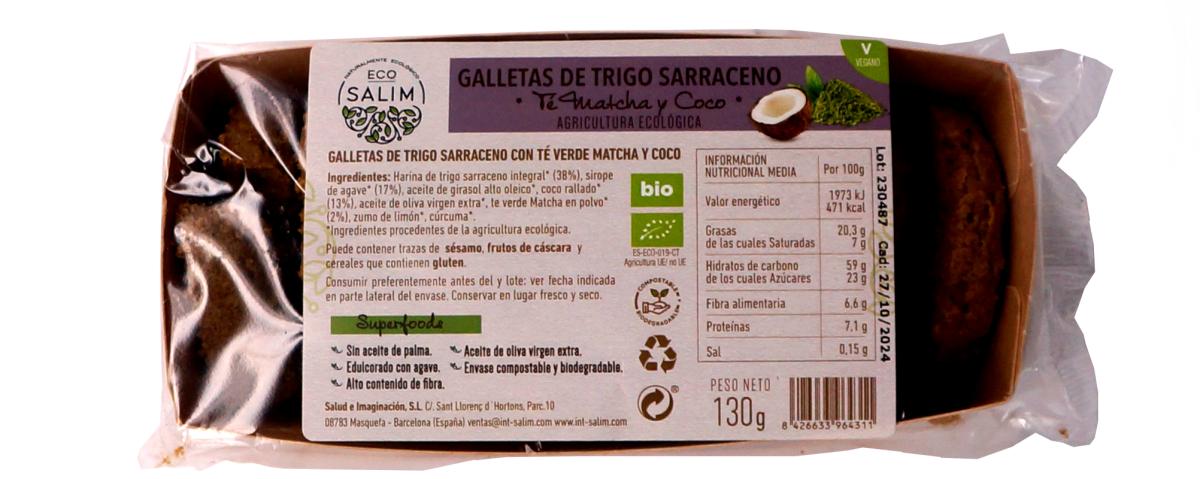 NATURALMENTE ECOLÓGICO
ECO
SALIM
GALLETAS DE TRIGO SARRACENO
· Té Matcha y Coco ·
AGRICULTURA ECOLÓGICA
V
VEGANO
GALLETAS DE TRIGO SARRACENO CON TÉ VERDE MATCHA Y COCO
Ingredientes: Harina de trigo sarraceno integral* (38%), sirope
de agave* (17%), aceite de girasol alto oleico*, coco rallado*
(13%), aceite de oliva virgen extra*, te verde Matcha en polvo*
(2%), zumo de limón*, cúrcuma*.
*Ingredientes procedentes de la agricultura ecológica.
Puede contener trazas de sésamo, frutos de cáscara y
cereales que contienen gluten.
Consumir preferentemente antes del y lote: ver fecha indicada
en parte lateral del envase. Conservar en lugar fresco y seco.
Superfoods
Sin aceite de palma.
Edulcorado con agave.
Alto contenido de fibra.
Aceite de oliva virgen extra.
Envase compostable y biodegradable.
Salud e Imaginación, S.L. C/. Sant Llorenç d´Hortons, Parc.10
08783 Masquefa - Barcelona (España) ventas@int-salim.com www.int-salim.com
bio
ES-ECO-019-CT
Agricultura UE/ no UE
COMPOSTABLE
BIODEGRADABLE
®
INFORMACIÓN
NUTRICIONAL MEDIA Por 100g
Valor energético 1973 kJ
471 kcal
Grasas 20,3 g
de las cuales Saturadas 7 g
Hidratos de carbono 59 g
de los cuales Azúcares 23 g
Fibra alimentaria 6,6 g
Proteínas 7,1 g
Sal 0,15 g
PESO NETO
130g
8 426633 964311
Lot: 230487 Cad: 27/10/2024